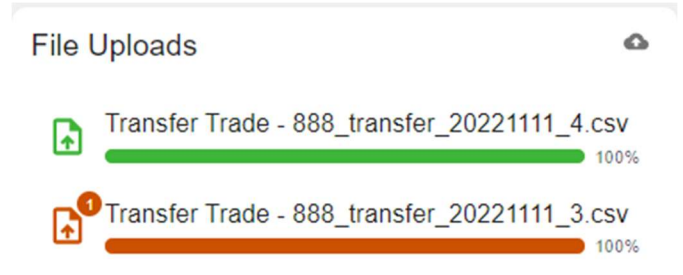 File Uploads
Transfer Trade - 888_transfer_20221111_4.csv
100%
1
Transfer Trade - 888_transfer_20221111_3.csv
100%